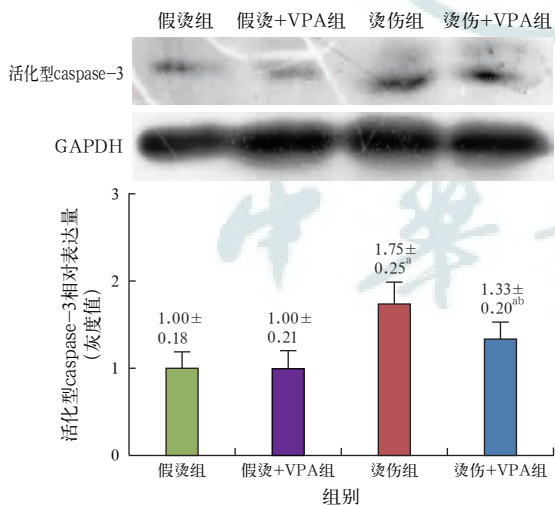 假烫组 假烫+VPA组 烫伤组 烫伤+VPA组
活化型caspase-3
GAPDH
活化型caspase-3相对表达量
(灰度值)
3
2
1
0
1.00±
0.18
1.00±
0.21
1.75±
0.25a
1.33±
0.20ab
假烫组 假烫+VPA组 烫伤组 烫伤+VPA组
组别